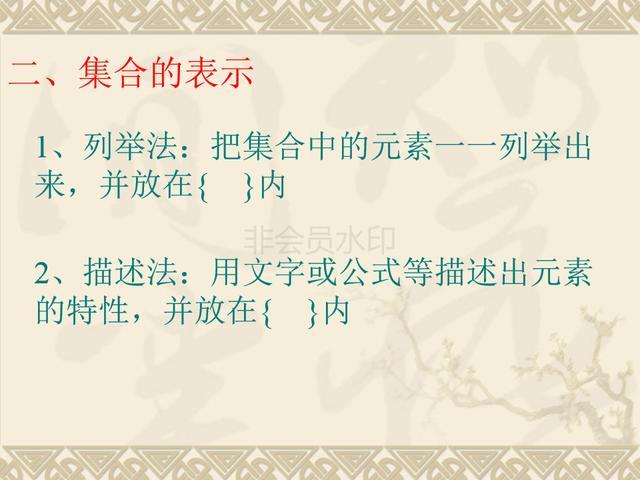 二、集合的表示
1、列举法：把集合中的元素一一列举出
来，并放在{ }内
非会员水印
2、描述法：用文字或公式等描述出元素
的特性，并放在{ }内